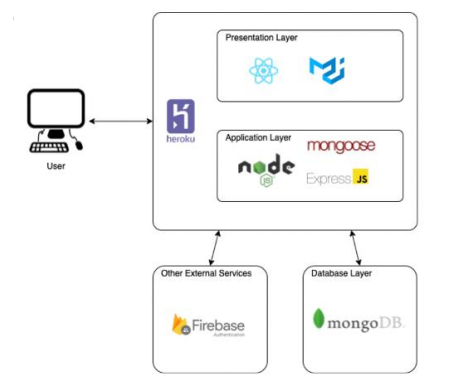 Presentation Layer
User
heroku
Application Layer
mongoose
node
JS
Express JS
Other External Services
Firebase
Authentication
Database Layer
mongoDB.